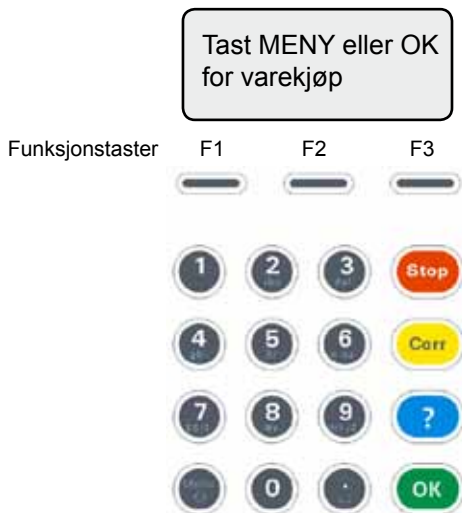 Tast MENY eller OK
for varekjøp
Funksjonstaster F1 F2 F3
1 2 3 Stop
4 5 6 Corr
7 8 9 ?
0 . OK